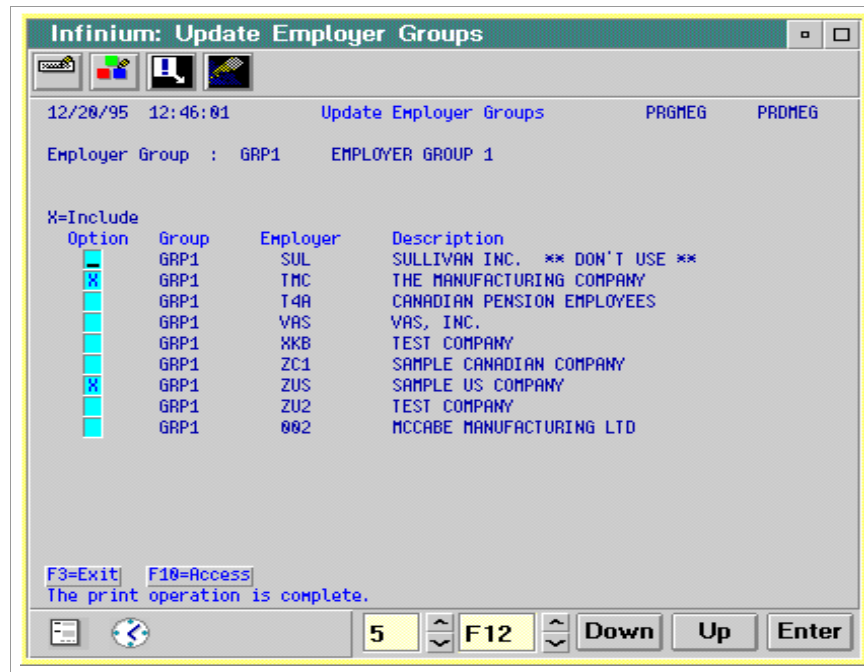 Infinium: Update Employer Groups
12/20/95 12:46:01 Update Employer Groups PRGMEG PRDMEG
Employer Group : GRP1 EMPLOYER GROUP 1
X=Include
Option Group Employer Description
GRP1 SUL SULLIVAN INC. ** DON'T USE **
X GRP1 TMC THE MANUFACTURING COMPANY
GRP1 T4A CANADIAN PENSION EMPLOYEES
GRP1 VAS VAS, INC.
GRP1 XKB TEST COMPANY
GRP1 ZC1 SAMPLE CANADIAN COMPANY
X GRP1 ZUS SAMPLE US COMPANY
GRP1 ZU2 TEST COMPANY
GRP1 002 MCCABE MANUFACTURING LTD
F3=Exit F10=Access
The print operation is complete.
5 F12 Down Up Enter